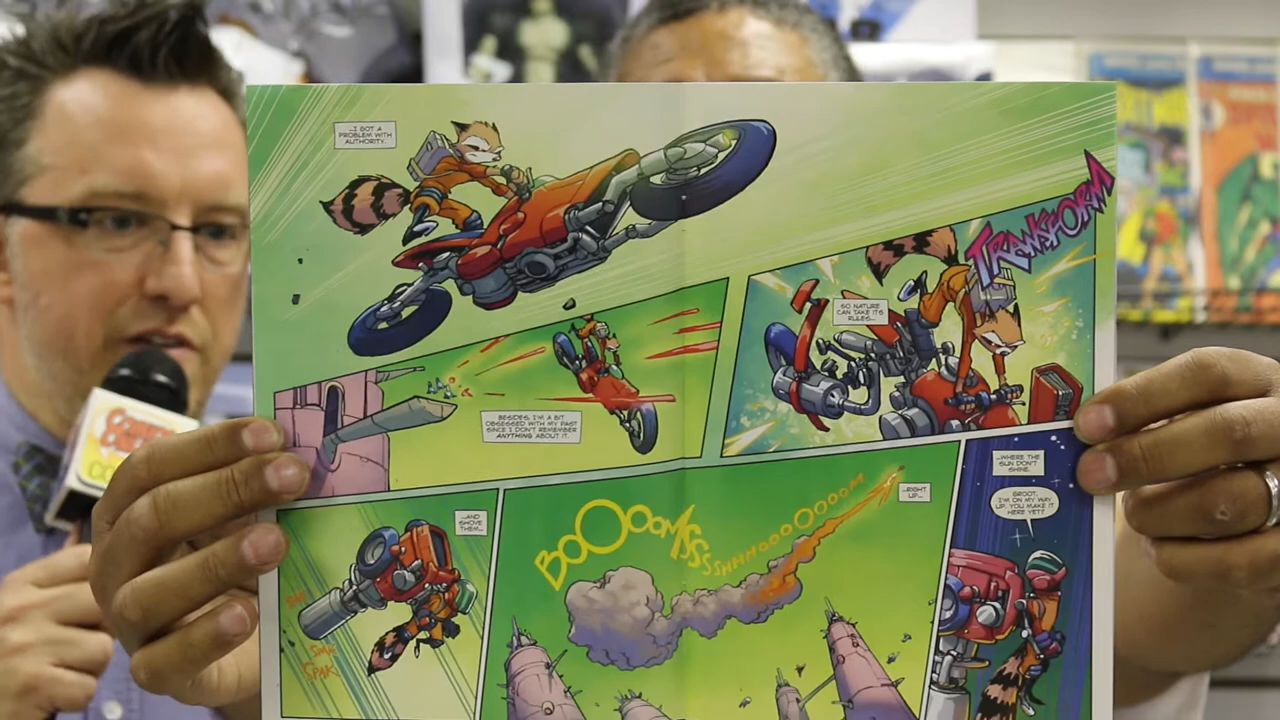 ...I GOT A
PROBLEM WITH
AUTHORITY.
TRANSFORM
SO NATURE
CAN TAKE ITS
RULES...
BESIDES, I'M A BIT
OBSESSED WITH MY PAST
SINCE I DON'T REMEMBER
ANYTHING ABOUT IT.
...AND
SHOVE
THEM...
SPAK
SPAK
BOOOOMSSSSSHHHHOOOOOOOOM
...RIGHT
UP...
...WHERE THE
SUN DON'T
SHINE.
GROOT,
I'M ON MY WAY
UP. YOU MAKE IT
HERE YET?